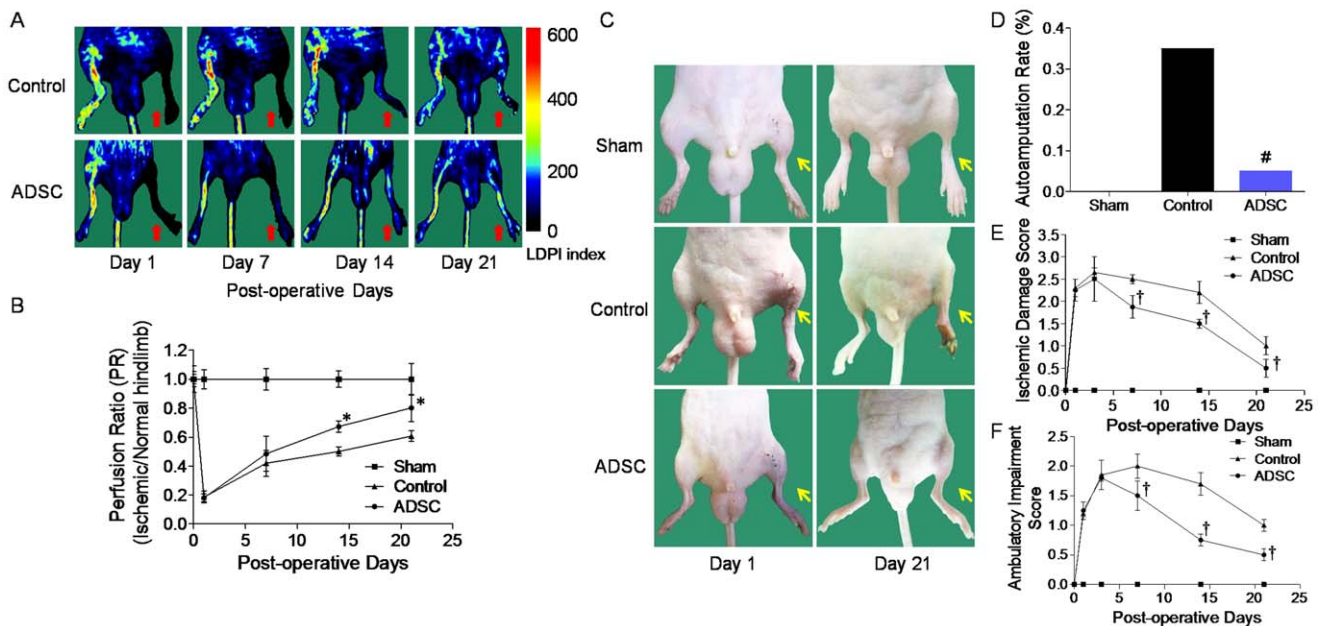 A
Control
ADSC
600
400
200
0
LDPI index
Day 1
Day 7
Day 14
Day 21
Post-operative Days
B
Perfusion Ratio (PR)
(Ischemic/Normal hindlimb)
1.2
1.0
0.8
0.6
0.4
0.2
0.0
*
*
Sham
Control
ADSC
0
5
10
15
20
25
Post-operative Days
C
Sham
Control
ADSC
Day 1
Day 21
D
Autoamputation Rate (%)
0.4
0.3
0.2
0.1
0.0
#
Sham
Control
ADSC
E
Ischemic Damage Score
3.5
3.0
2.5
2.0
1.5
1.0
0.5
0.0
Sham
Control
ADSC
†
†
†
0
5
10
15
20
25
Post-operative Days
F
Ambulatory Impairment
Score
2.5
2.0
1.5
1.0
0.5
0.0
Sham
Control
ADSC
†
†
†
0
5
10
15
20
25
Post-operative Days